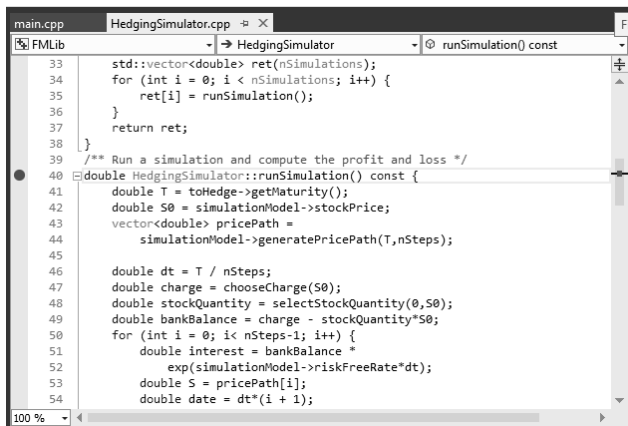 main.cpp HedgingSimulator.cpp
F
FMLib HedgingSimulator runSimulation() const
33 std::vector<double> ret(nSimulations);
34 for (int i = 0; i < nSimulations; i++) {
35 ret[i] = runSimulation();
36 }
37 return ret;
38 }
39 /** Run a simulation and compute the profit and loss */
40 double HedgingSimulator::runSimulation() const {
41 double T = toHedge->getMaturity();
42 double S0 = simulationModel->stockPrice;
43 vector<double> pricePath =
44 simulationModel->generatePricePath(T,nSteps);
45
46 double dt = T / nSteps;
47 double charge = chooseCharge(S0);
48 double stockQuantity = selectStockQuantity(0,S0);
49 double bankBalance = charge - stockQuantity*S0;
50 for (int i = 0; i< nSteps-1; i++) {
51 double interest = bankBalance *
52 exp(simulationModel->riskFreeRate*dt);
53 double S = pricePath[i];
54 double date = dt*(i + 1);
100 %